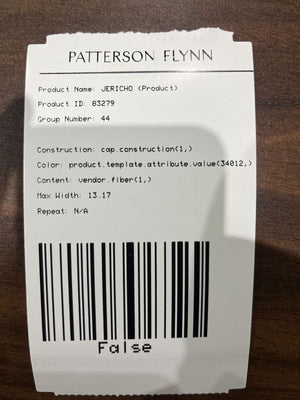 PATTERSON FLYNN
Product Name: JERICHO (Product)
Product ID: 83279
Group Number: 44
Construction: cap.construction(1,)
Color: product.template.attribute.value(34012,)
Content: vendor.fiber(1,)
Max Width: 13.17
Repeat: N/A
False